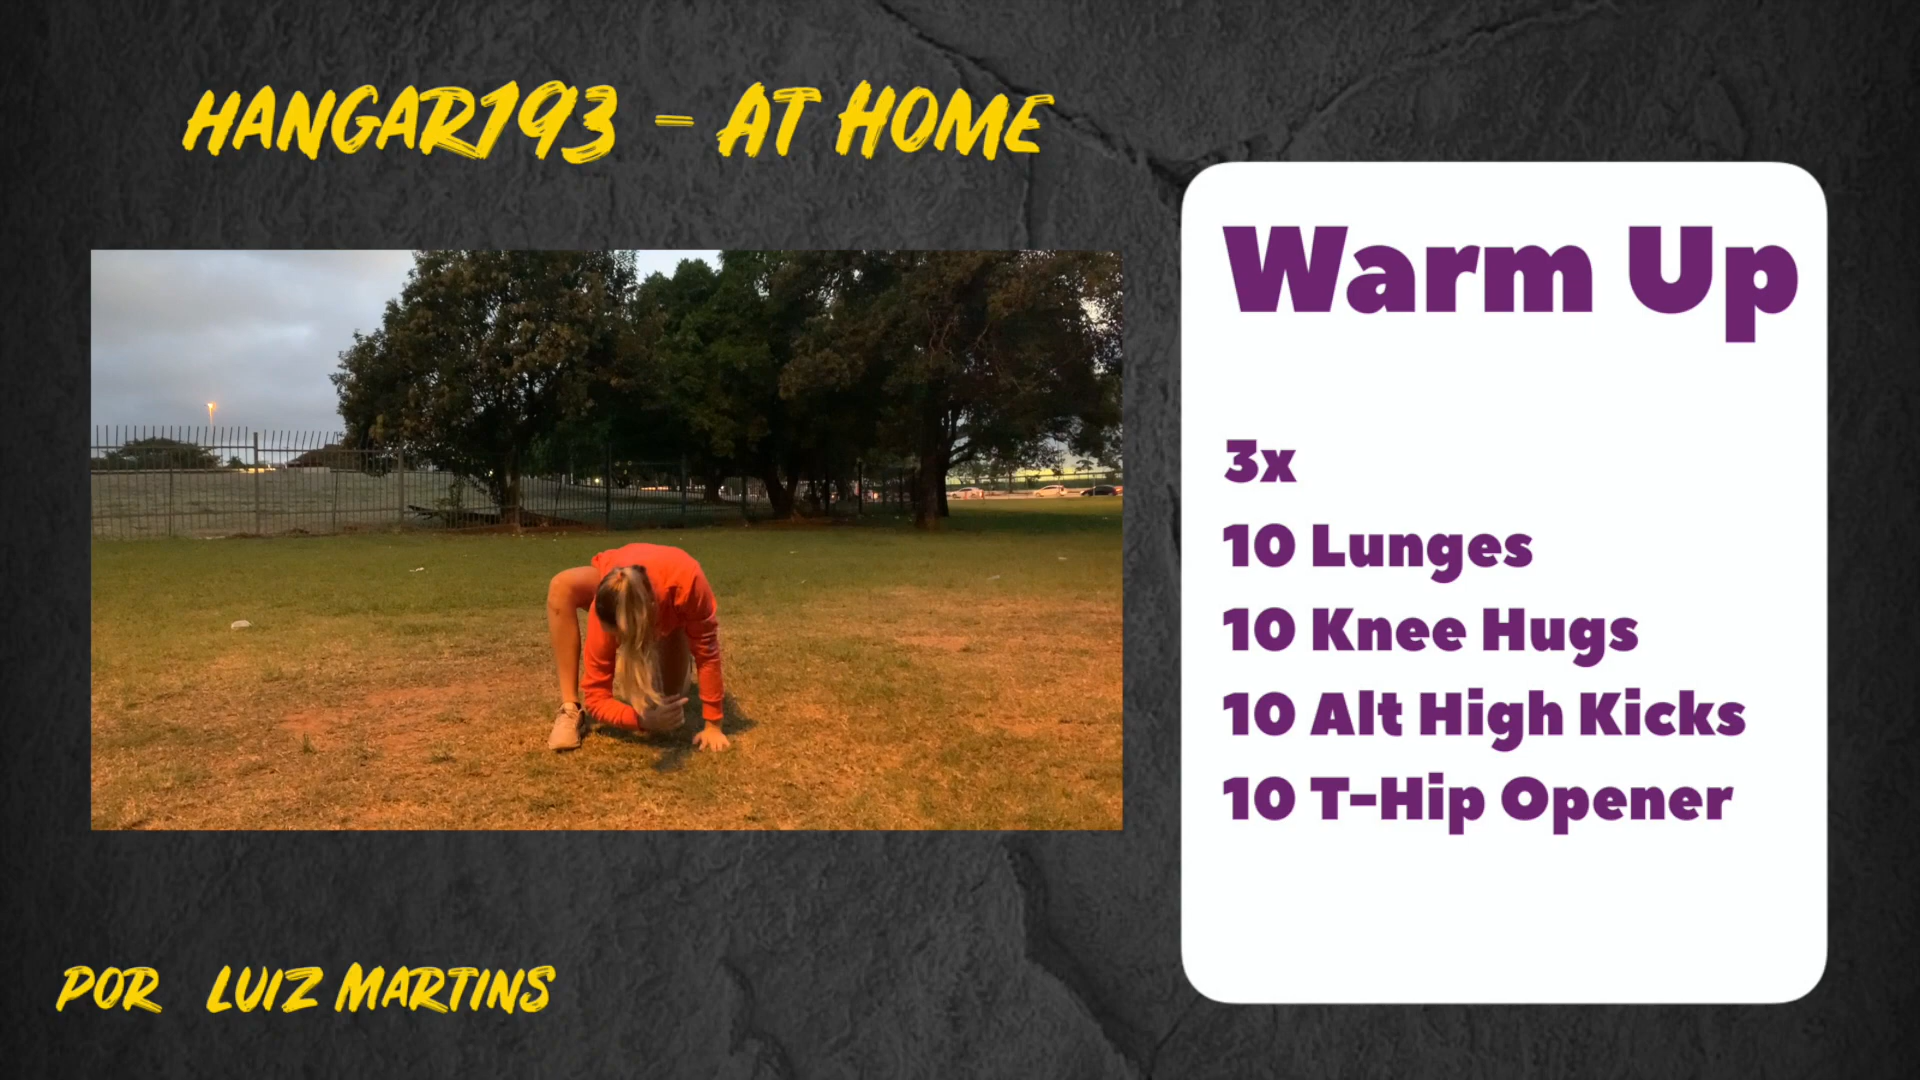 HANGAR193 - AT HOME
Warm Up
3x
10 Lunges
10 Knee Hugs
10 Alt High Kicks
10 T-Hip Opener
POR LUIZ MARTINS